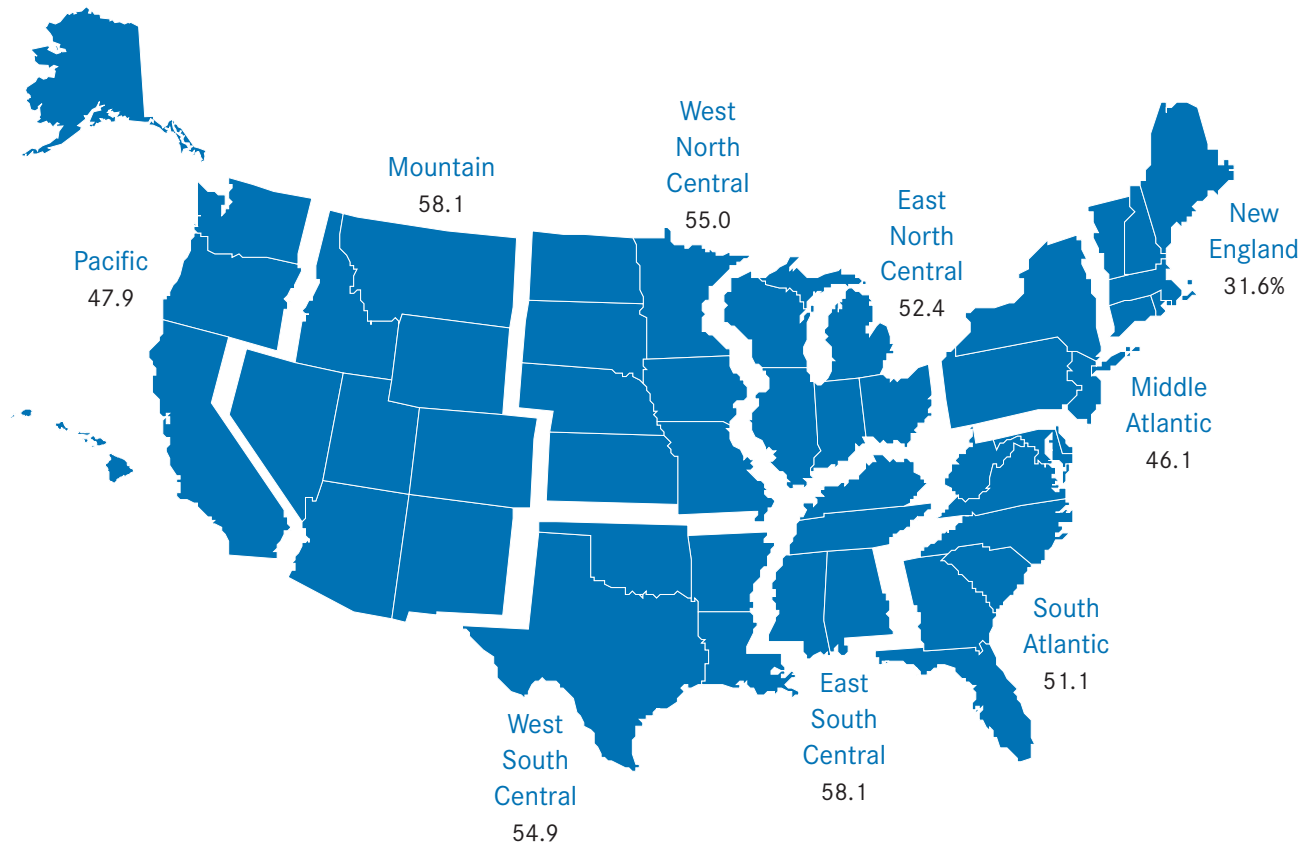 Mountain
58.1
West
North
Central
55.0
East
North
Central
52.4
New
England
31.6%
Pacific
47.9
Middle
Atlantic
46.1
South
Atlantic
51.1
East
South
Central
58.1
West
South
Central
54.9